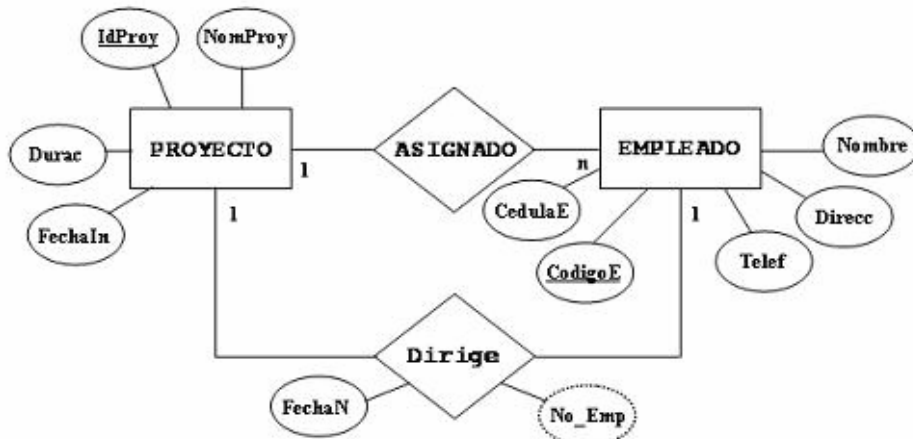 IdProy
NomProy
Durac
PROYECTO
ASIGNADO
EMPLEADO
Nombre
1
n
FechaIn
1
CedulaE
1
Direcc
CodigoE
Telef
Dirige
FechaN
No_Emp